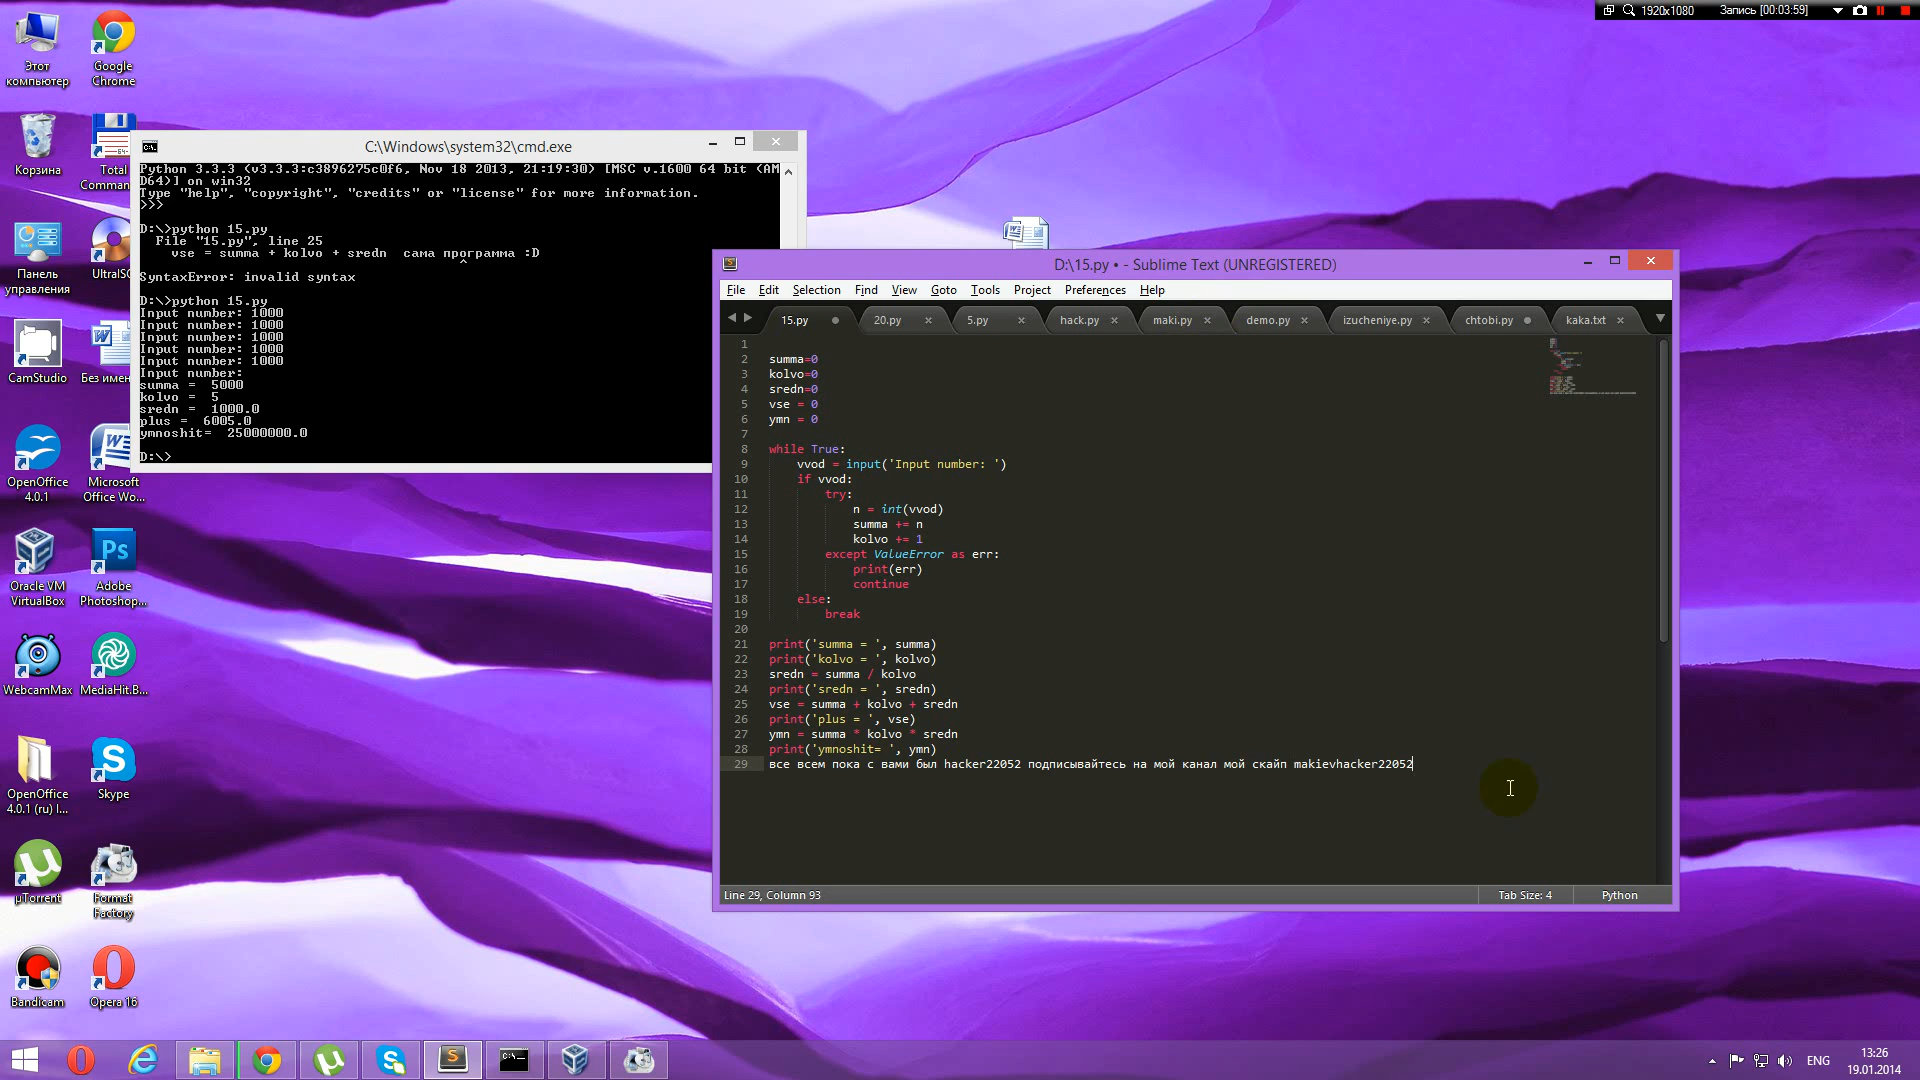 1920x1080 Запись [00:03:59]
Этот компьютер
Google Chrome
Корзина
Total Comman
Панель управления
UltraIS
CamStudio
Без имен
OpenOffice 4.0.1
Microsoft Office Wo...
Oracle VM VirtualBox
Adobe Photoshop...
WebcamMax
MediaHit.B...
OpenOffice 4.0.1 (ru) I...
Skype
µTorrent
Format Factory
Bandicam
Opera 16
C:\Windows\system32\cmd.exe
Python 3.3.3 (v3.3.3:c3896275c0f6, Nov 18 2013, 21:19:30) [MSC v.1600 64 bit (AM
D64)] on win32
Type "help", "copyright", "credits" or "license" for more information.
>>>
D:\>python 15.py
File "15.py", line 25
vse = summa + kolvo + sredn  сама программа :D
^
SyntaxError: invalid syntax
D:\>python 15.py
Input number: 1000
Input number: 1000
Input number: 1000
Input number: 1000
Input number: 1000
Input number:
summa =  5000
kolvo =  5
sredn =  1000.0
plus =  6005.0
ymnoshit=  25000000.0
D:\>
D:\15.py • - Sublime Text (UNREGISTERED)
File Edit Selection Find View Goto Tools Project Preferences Help
15.py 20.py 5.py hack.py maki.py demo.py izucheniye.py chtobi.py kaka.txt
1
2 summa=0
3 kolvo=0
4 sredn=0
5 vse = 0
6 ymn = 0
7
8 while True:
9 vvod = input('Input number: ')
10 if vvod:
11 try:
12 n = int(vvod)
13 summa += n
14 kolvo += 1
15 except ValueError as err:
16 print(err)
17 continue
18 else:
19 break
20
21 print('summa = ', summa)
22 print('kolvo = ', kolvo)
23 sredn = summa / kolvo
24 print('sredn = ', sredn)
25 vse = summa + kolvo + sredn
26 print('plus = ', vse)
27 ymn = summa * kolvo * sredn
28 print('ymnoshit= ', ymn)
29 все всем пока с вами был hacker22052 подписывайтесь на мой канал мой скайп makievhacker22052
Line 29, Column 93 Tab Size: 4 Python
ENG
13:26
19.01.2014